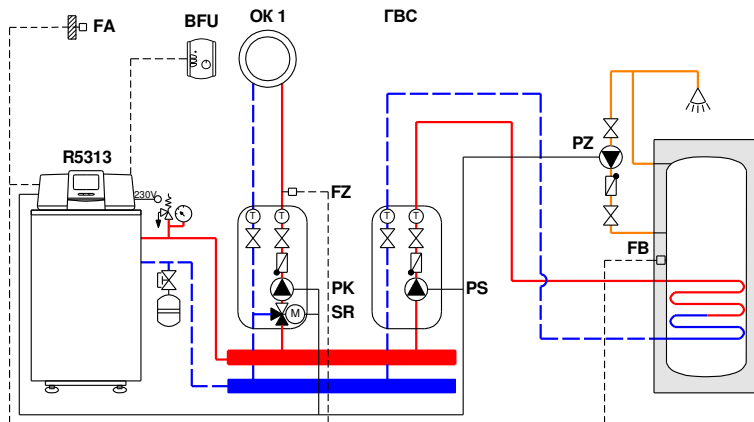 FA
BFU
ОК 1
ГВС
R5313
230V
PZ
FZ
T T
T T
FB
PK
PS
SR
M